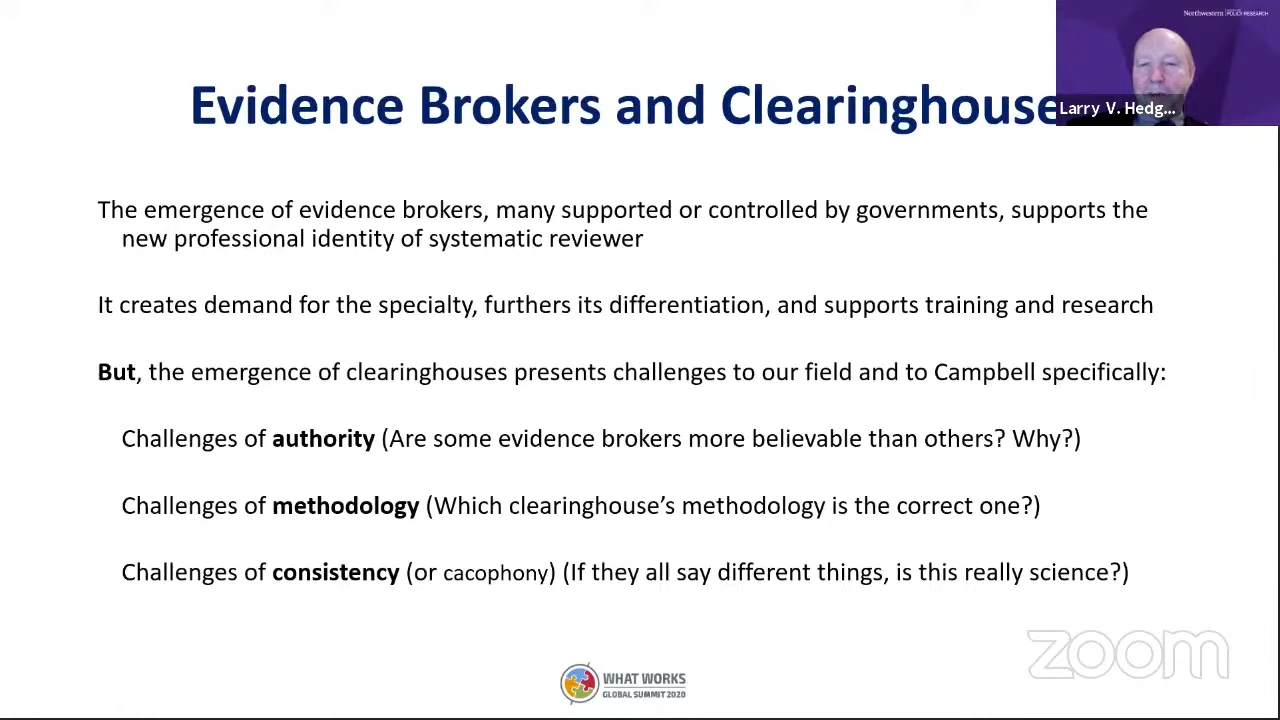 Northwestern
POLICY RESEARCH
Larry V. Hedg...
Evidence Brokers and Clearinghouse
The emergence of evidence brokers, many supported or controlled by governments, supports the
new professional identity of systematic reviewer
It creates demand for the specialty, furthers its differentiation, and supports training and research
But, the emergence of clearinghouses presents challenges to our field and to Campbell specifically:
Challenges of authority (Are some evidence brokers more believable than others? Why?)
Challenges of methodology (Which clearinghouse’s methodology is the correct one?)
Challenges of consistency (or cacophony) (If they all say different things, is this really science?)
zoom
WHAT WORKS
GLOBAL SUMMIT 2020